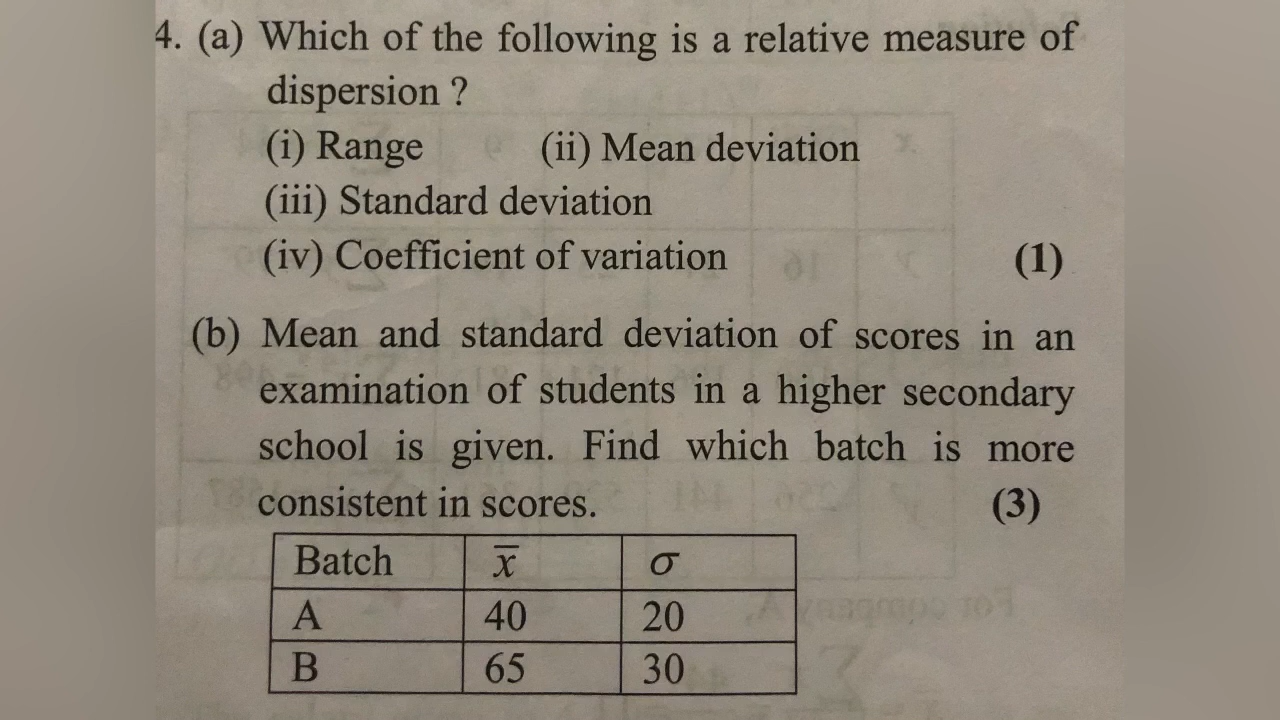 4. (a) Which of the following is a relative measure of
dispersion ?
(i) Range (ii) Mean deviation
(iii) Standard deviation
(iv) Coefficient of variation (1)
(b) Mean and standard deviation of scores in an
examination of students in a higher secondary
school is given. Find which batch is more
consistent in scores. (3)
Batch x̅ σ
A 40 20
B 65 30